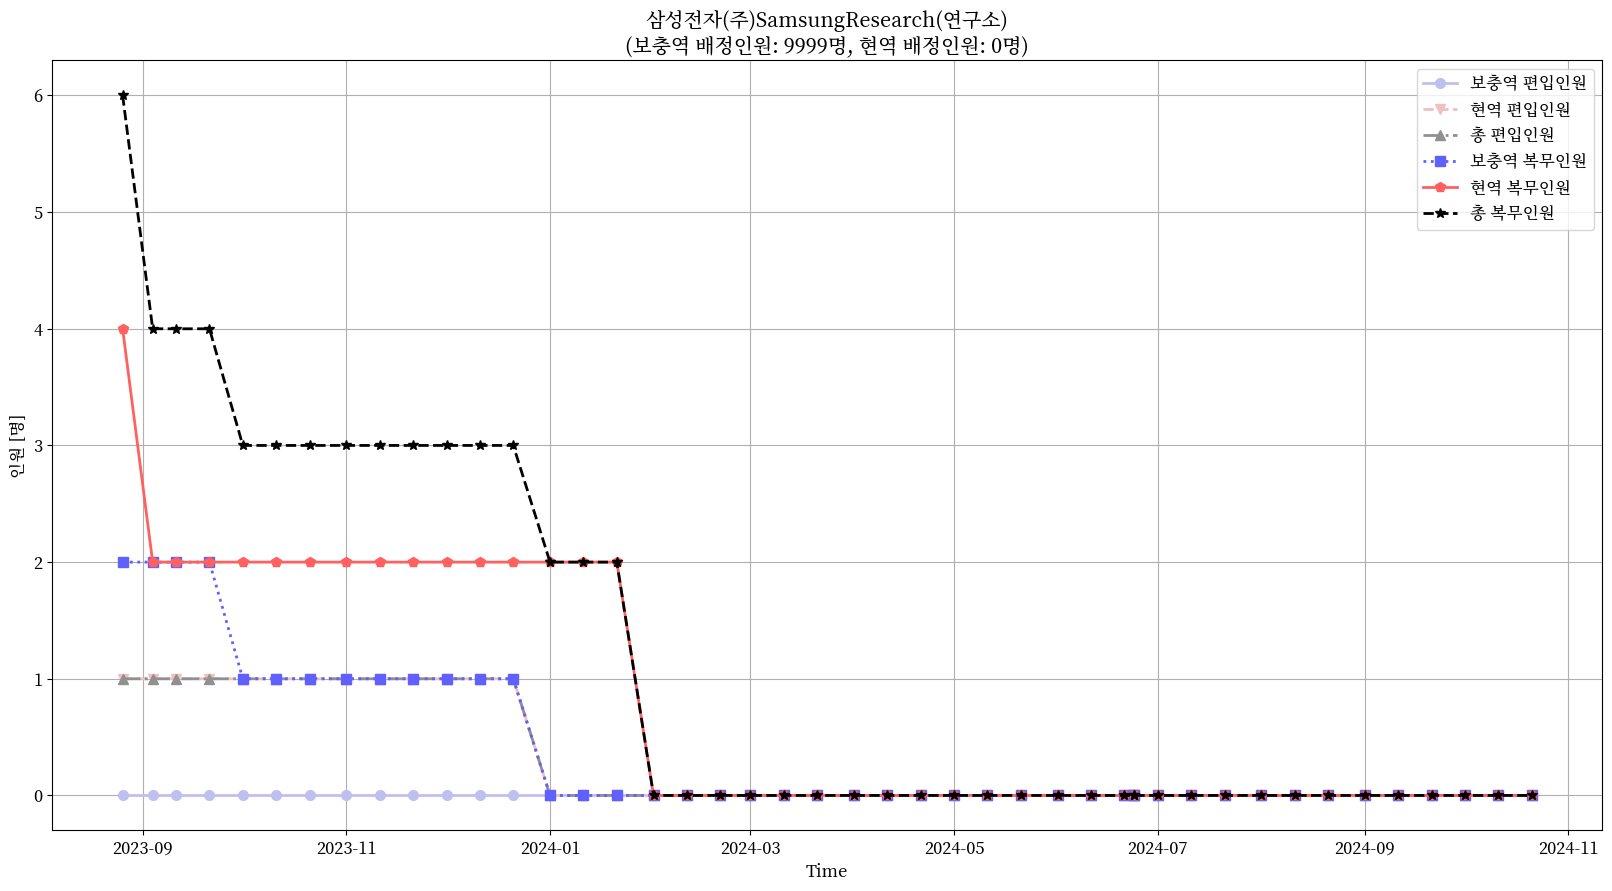 삼성전자(주)SamsungResearch(연구소)
(보충역 배정인원: 9999명, 현역 배정인원: 0명)
보충역 편입인원
현역 편입인원
총 편입인원
보충역 복무인원
현역 복무인원
총 복무인원
인원 [명]
6
5
4
3
2
1
0
2023-09 2023-11 2024-01 2024-03 2024-05 2024-07 2024-09 2024-11
Time